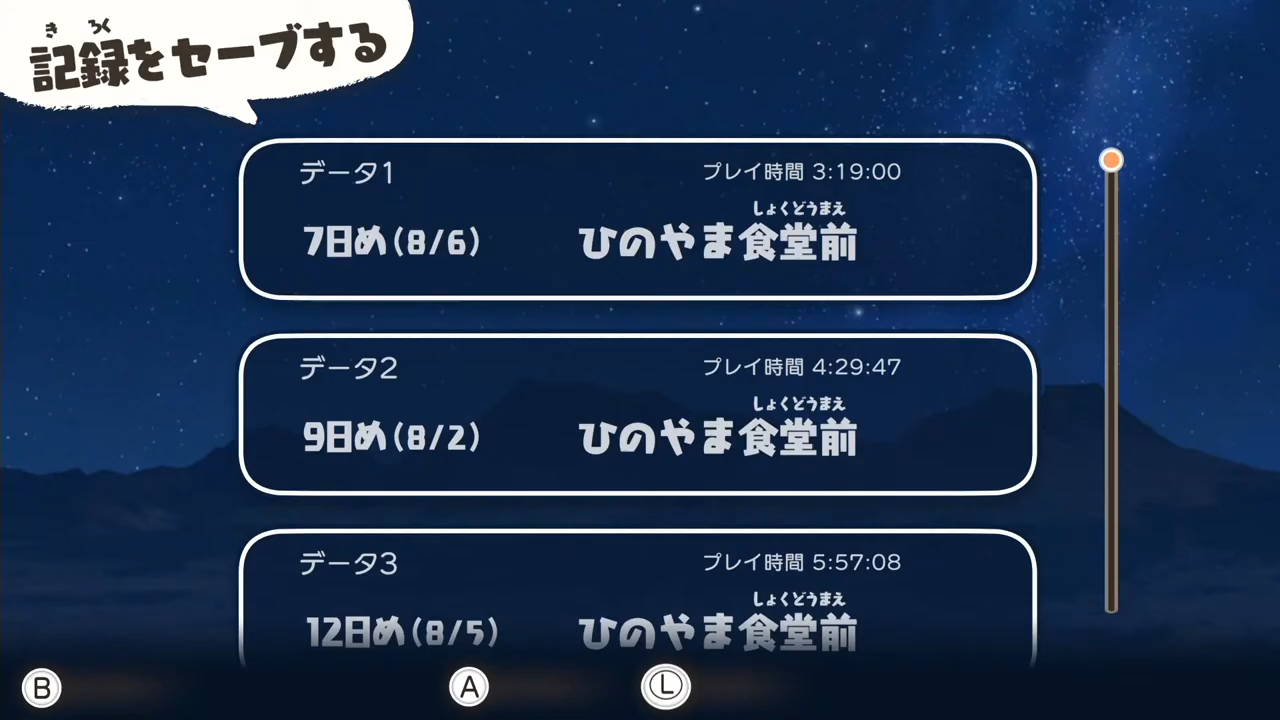 き ろく
記録をセーブする
データ1 プレイ時間 3:19:00
しょくどうまえ
7日め(8/6) ひのやま食堂前
データ2 プレイ時間 4:29:47
しょくどうまえ
9日め(8/2) ひのやま食堂前
データ3 プレイ時間 5:57:08
しょくどうまえ
12日め(8/5) ひのやま食堂前
B A L